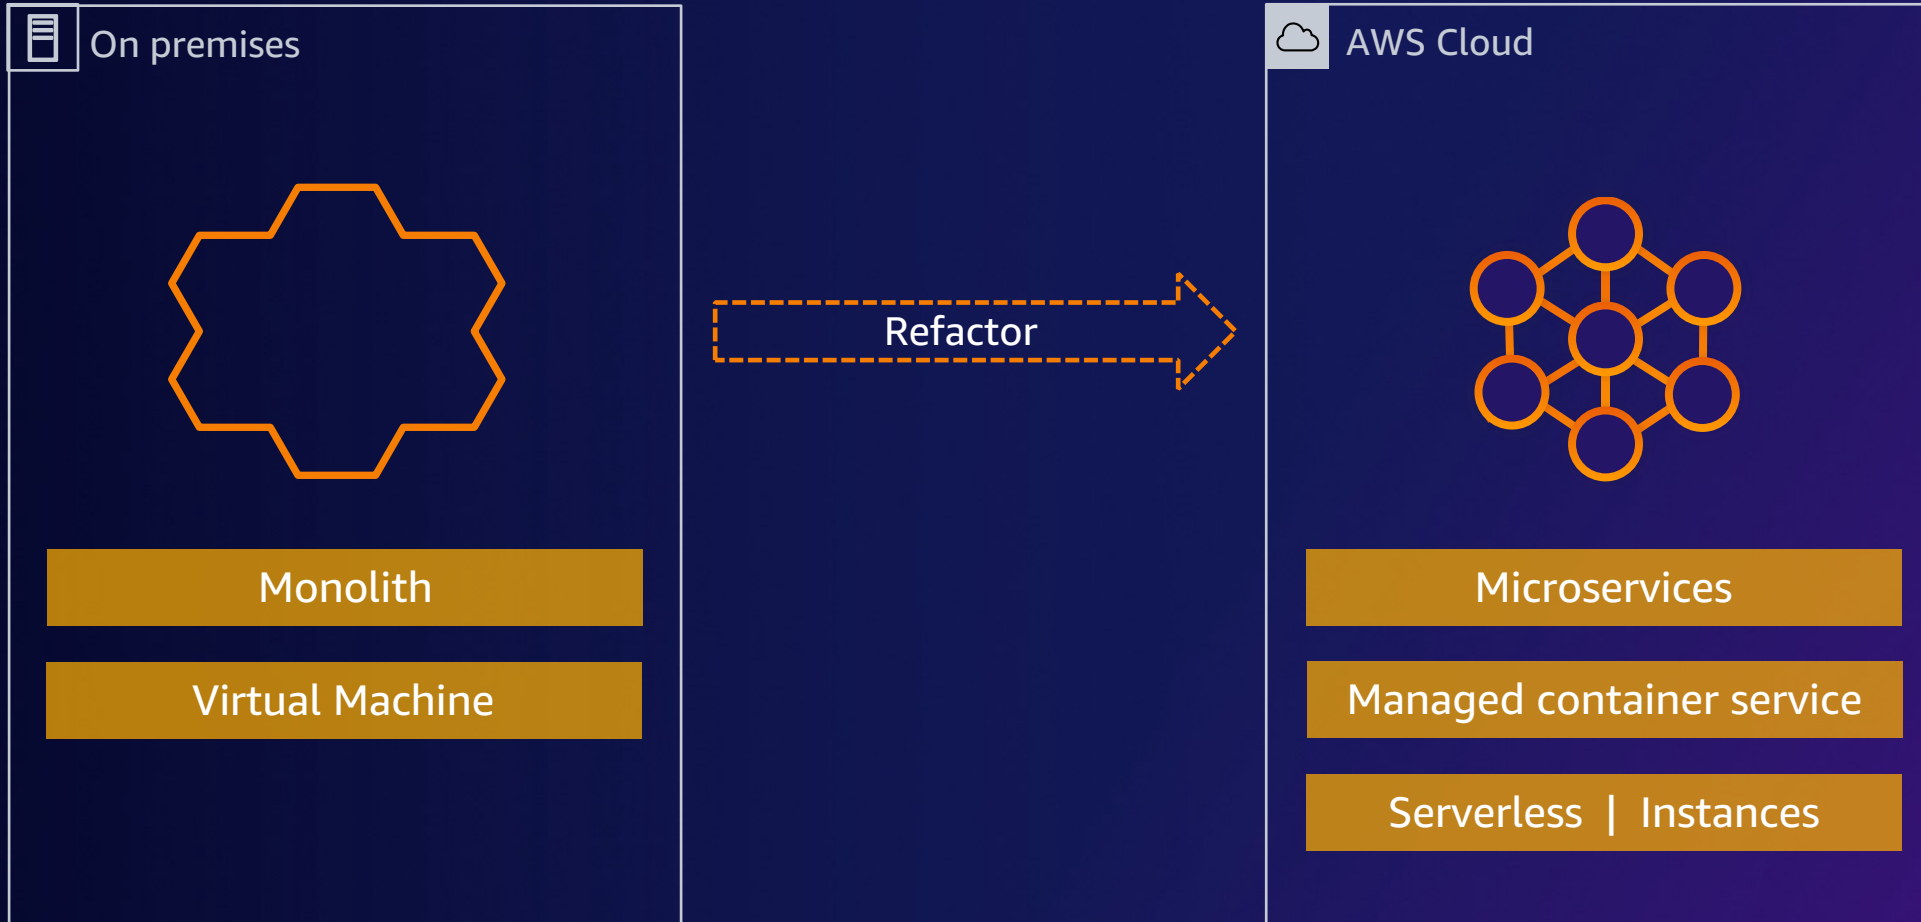 On premises
Monolith
Virtual Machine
Refactor
AWS Cloud
Microservices
Managed container service
Serverless | Instances